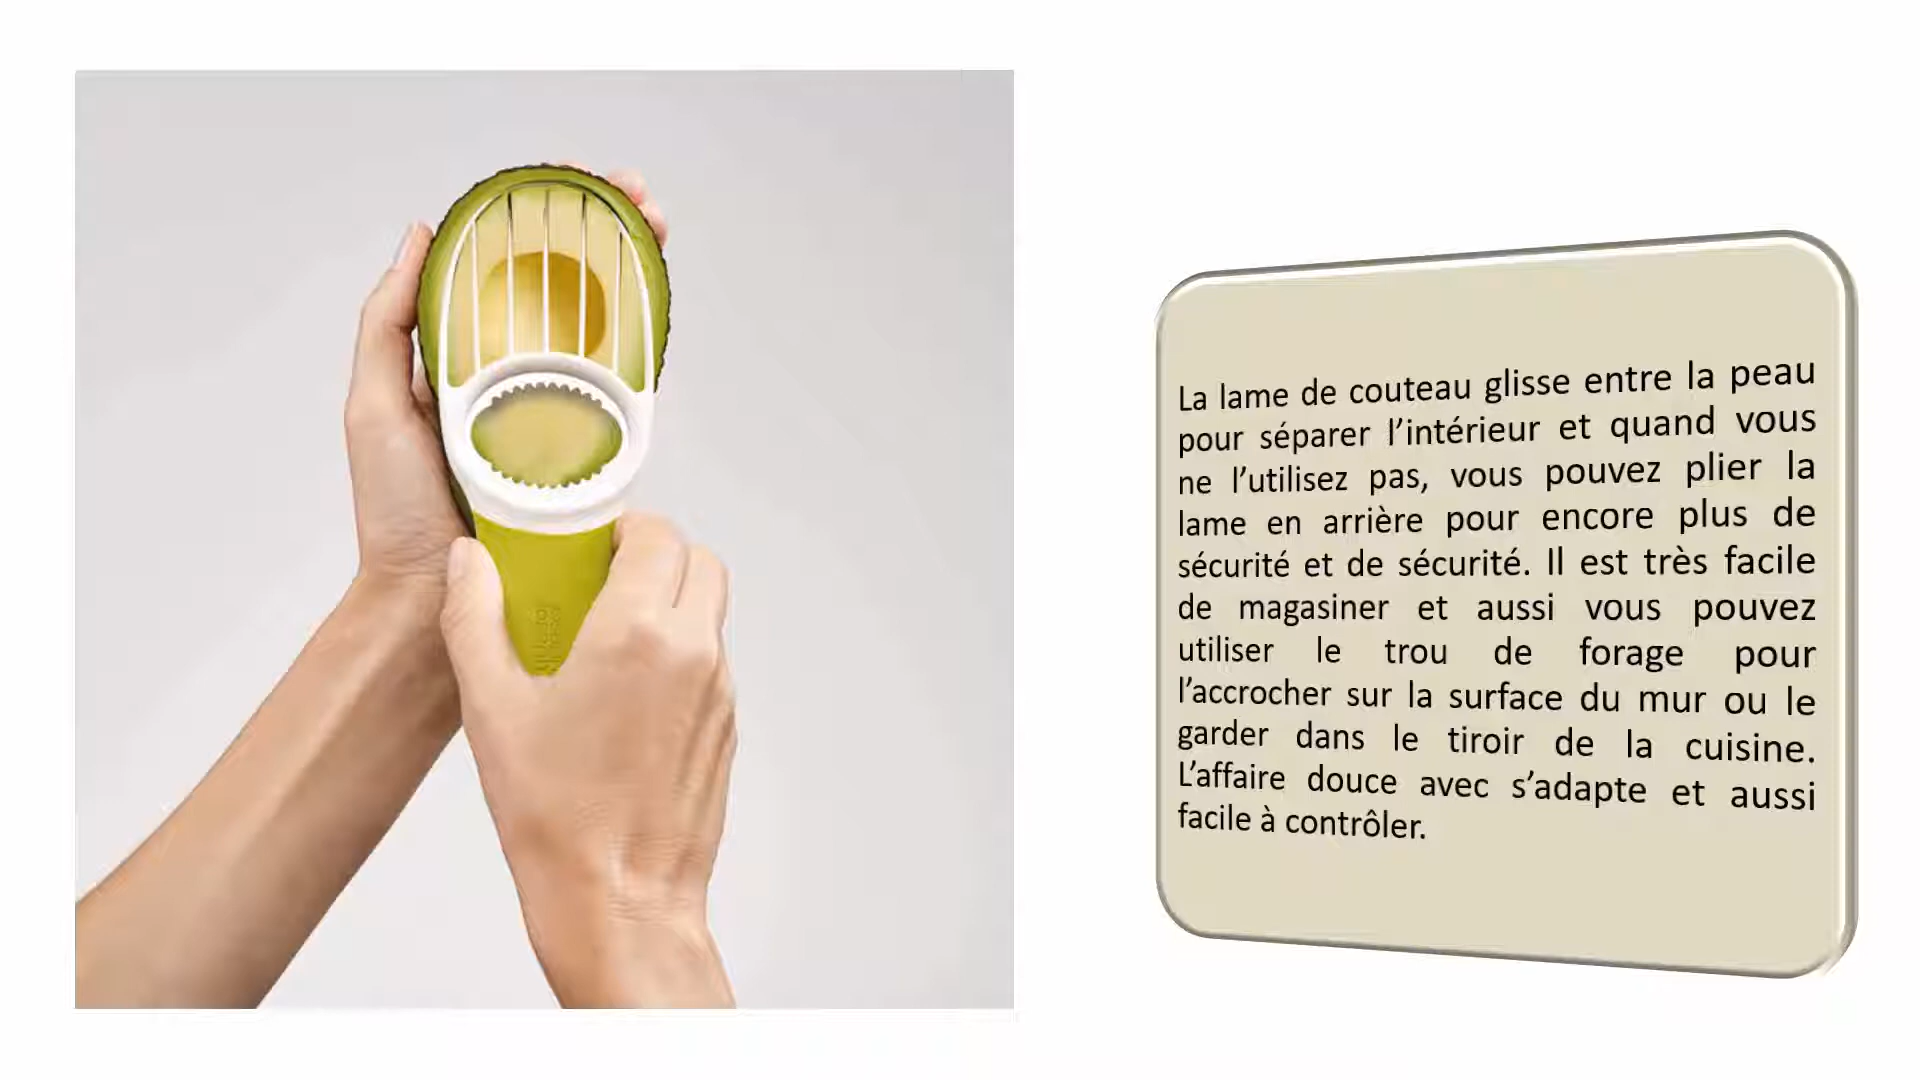 La lame de couteau glisse entre la peau
pour séparer l’intérieur et quand vous
ne l’utilisez pas, vous pouvez plier la
lame en arrière pour encore plus de
sécurité et de sécurité. Il est très facile
de magasiner et aussi vous pouvez
utiliser le trou de forage pour
l’accrocher sur la surface du mur ou le
garder dans le tiroir de la cuisine.
L’affaire douce avec s’adapte et aussi
facile à contrôler.